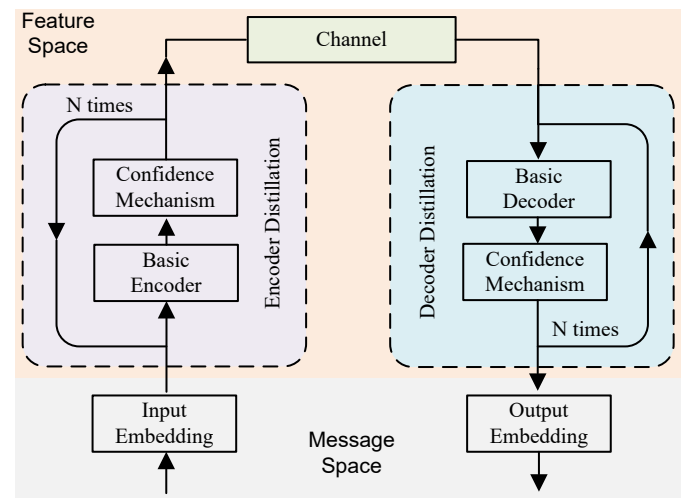 Feature
Space
Channel
N times
Confidence
Mechanism
Basic
Encoder
Encoder Distillation
Decoder Distillation
Basic
Decoder
Confidence
Mechanism
N times
Input
Embedding
Message
Space
Output
Embedding